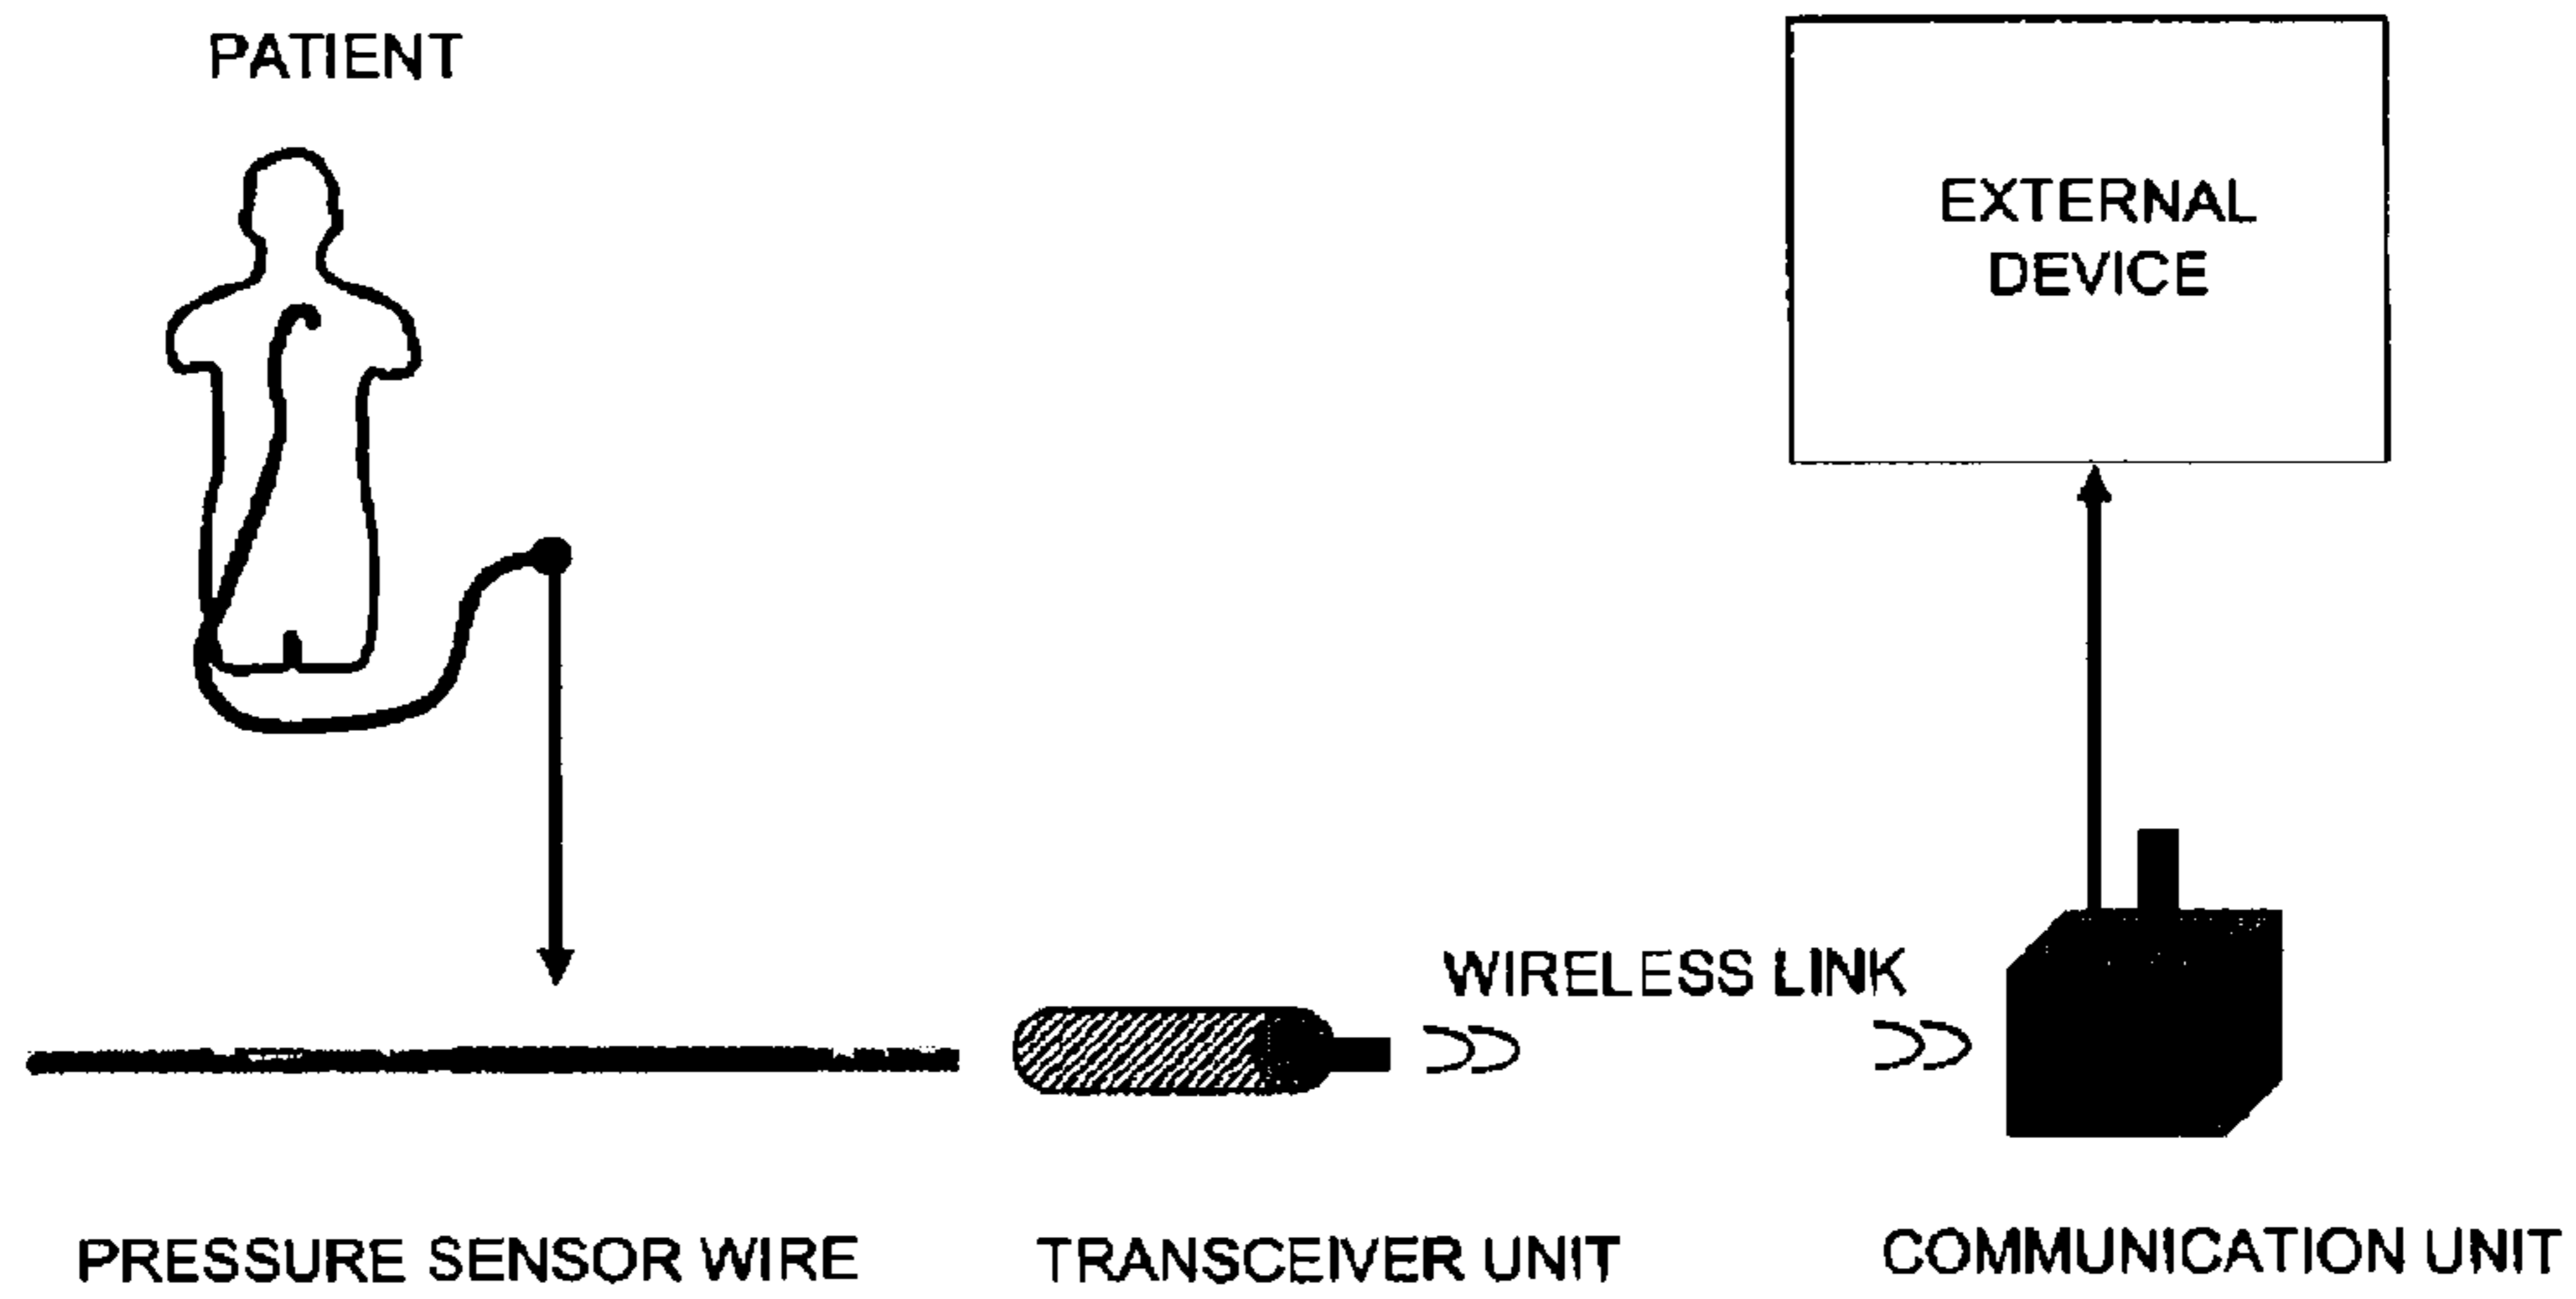 PATIENT
EXTERNAL
DEVICE
WIRELESS LINK
PRESSURE SENSOR WIRE
TRANSCEIVER UNIT
COMMUNICATION UNIT